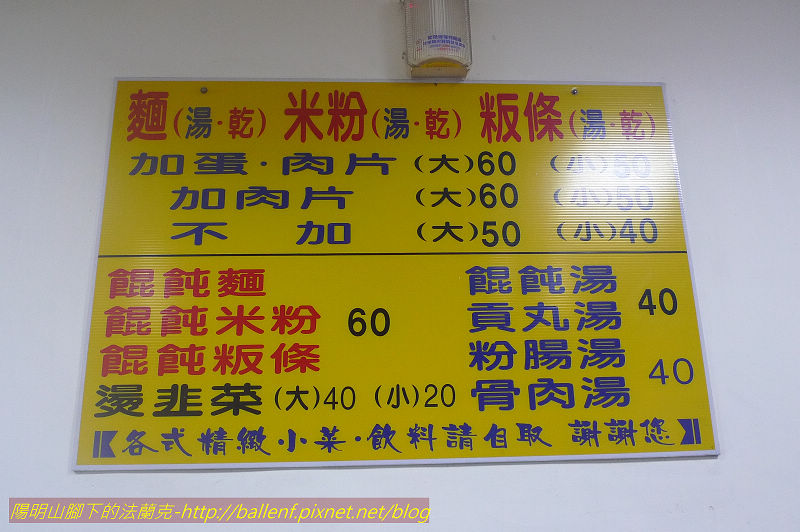 麵(湯·乾) 米粉(湯·乾) 粄條(湯·乾)
加蛋·肉片 (大)60 (小)50
加肉片 (大)60 (小)50
不 加 (大)50 (小)40
餛飩麵
餛飩米粉 60
餛飩粄條
燙韭菜 (大)40 (小)20
餛飩湯
貢丸湯 40
粉腸湯
骨肉湯 40
各式精緻小菜·飲料請自取 謝謝您
陽明山腳下的法蘭克-http://ballenf.pixnet.net/blog